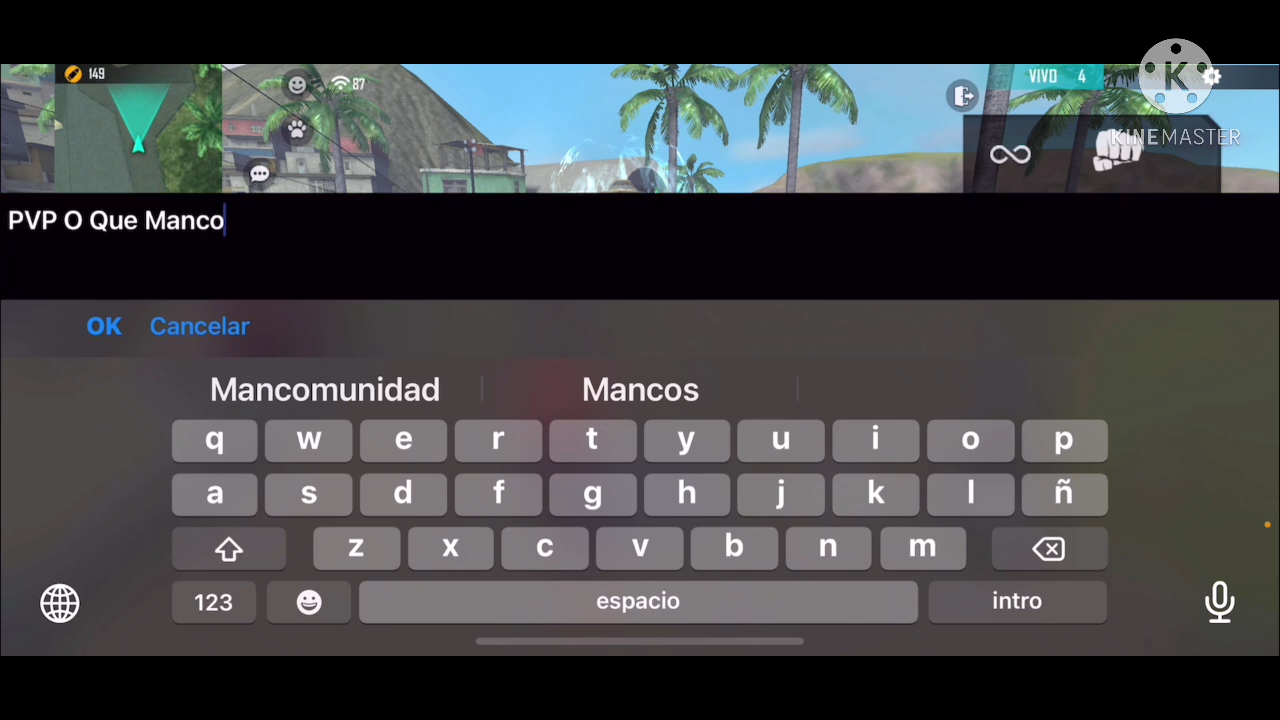 149
87
VIVO 4
K
KINEMASTER
PVP O Que Manco
OK Cancelar
Mancomunidad Mancos
q w e r t y u i o p
a s d f g h j k l ñ
z x c v b n m
123 espacio intro